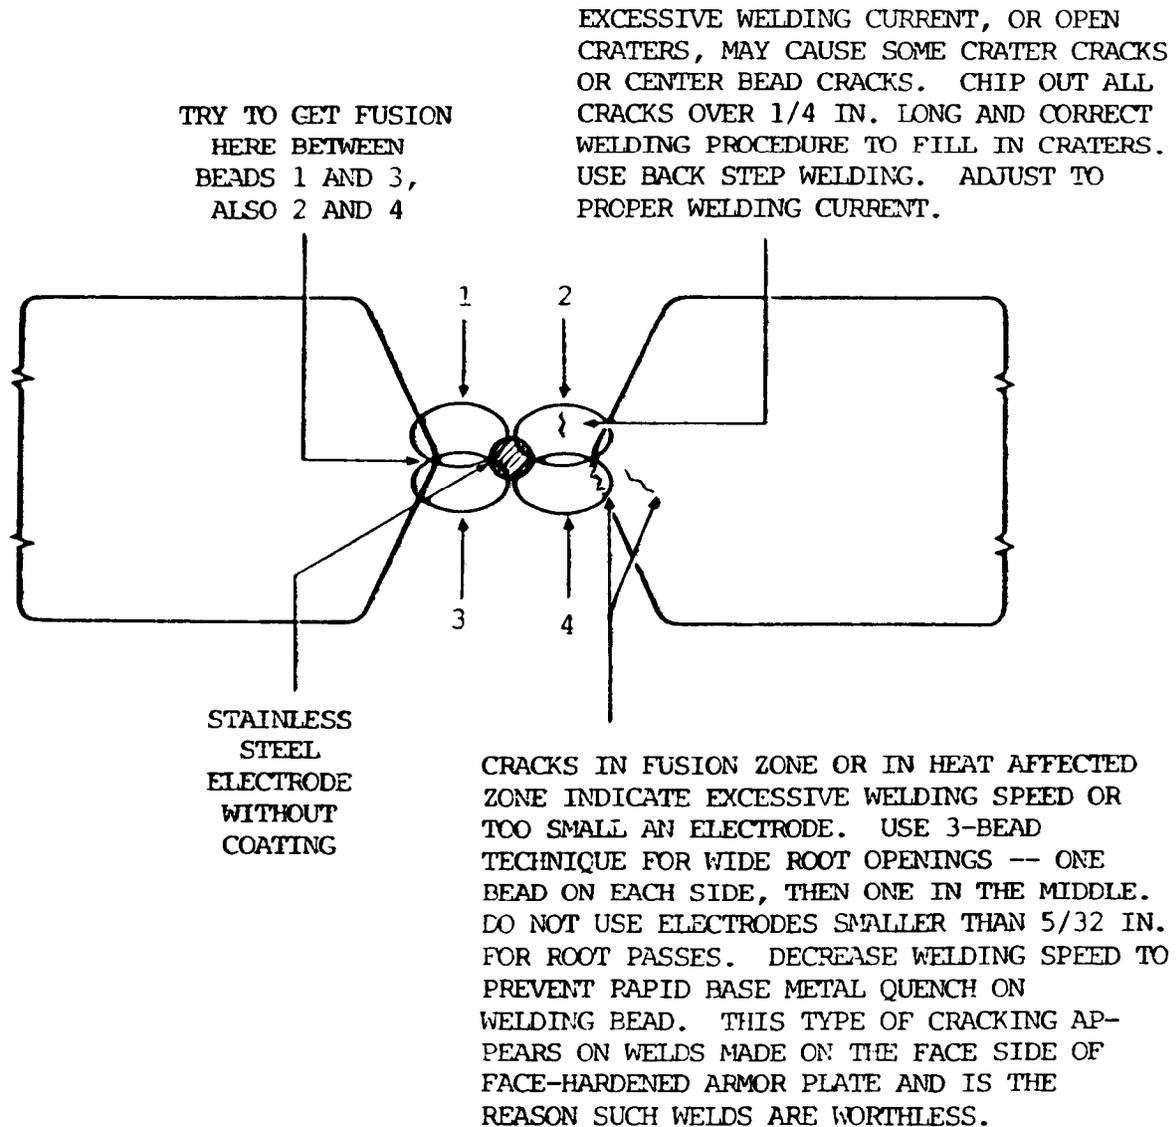 EXCESSIVE WELDING CURRENT, OR OPEN
CRATERS, MAY CAUSE SOME CRATER CRACKS
OR CENTER BEAD CRACKS. CHIP OUT ALL
CRACKS OVER 1/4 IN. LONG AND CORRECT
WELDING PROCEDURE TO FILL IN CRATERS.
USE BACK STEP WELDING. ADJUST TO
PROPER WELDING CURRENT.
TRY TO GET FUSION
HERE BETWEEN
BEADS 1 AND 3,
ALSO 2 AND 4
1
2
3
4
STAINLESS
STEEL
ELECTRODE
WITHOUT
COATING
CRACKS IN FUSION ZONE OR IN HEAT AFFECTED
ZONE INDICATE EXCESSIVE WELDING SPEED OR
TOO SMALL AN ELECTRODE. USE 3-BEAD
TECHNIQUE FOR WIDE ROOT OPENINGS -- ONE
BEAD ON EACH SIDE, THEN ONE IN THE MIDDLE.
DO NOT USE ELECTRODES SMALLER THAN 5/32 IN.
FOR ROOT PASSES. DECREASE WELDING SPEED TO
PREVENT RAPID BASE METAL QUENCH ON
WELDING BEAD. THIS TYPE OF CRACKING AP-
PEARS ON WELDS MADE ON THE FACE SIDE OF
FACE-HARDENED ARMOR PLATE AND IS THE
REASON SUCH WELDS ARE WORTHLESS.